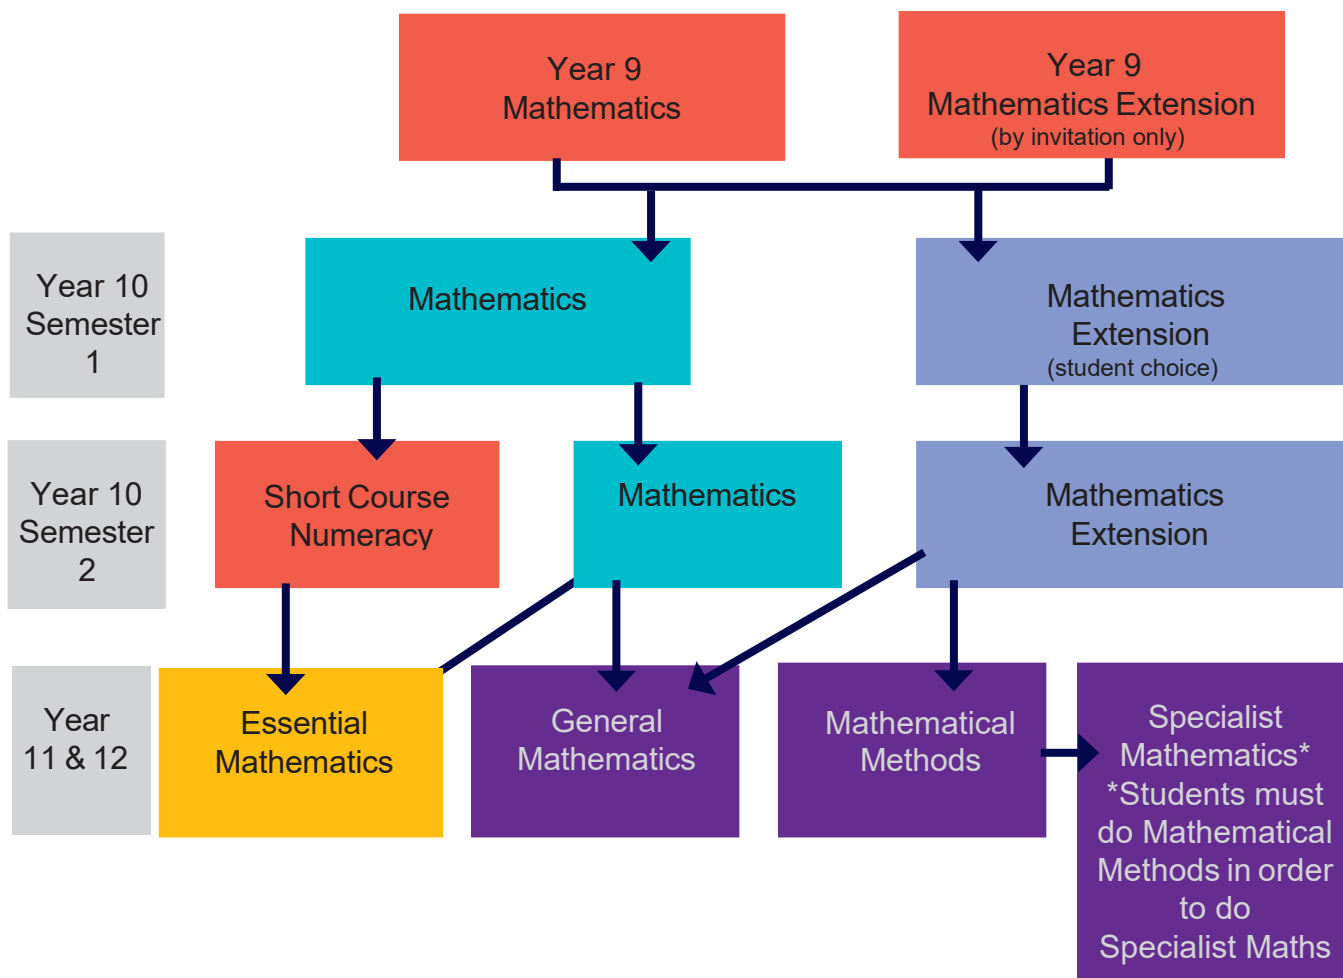 Year 9
Mathematics
Year 9
Mathematics Extension
(by invitation only)
Year 10
Semester
1
Mathematics
Mathematics
Extension
(student choice)
Year 10
Semester
2
Short Course
Numeracy
Mathematics
Mathematics
Extension
Year
11 & 12
Essential
Mathematics
General
Mathematics
Mathematical
Methods
Specialist
Mathematics*
*Students must
do Mathematical
Methods in order
to do
Specialist Maths